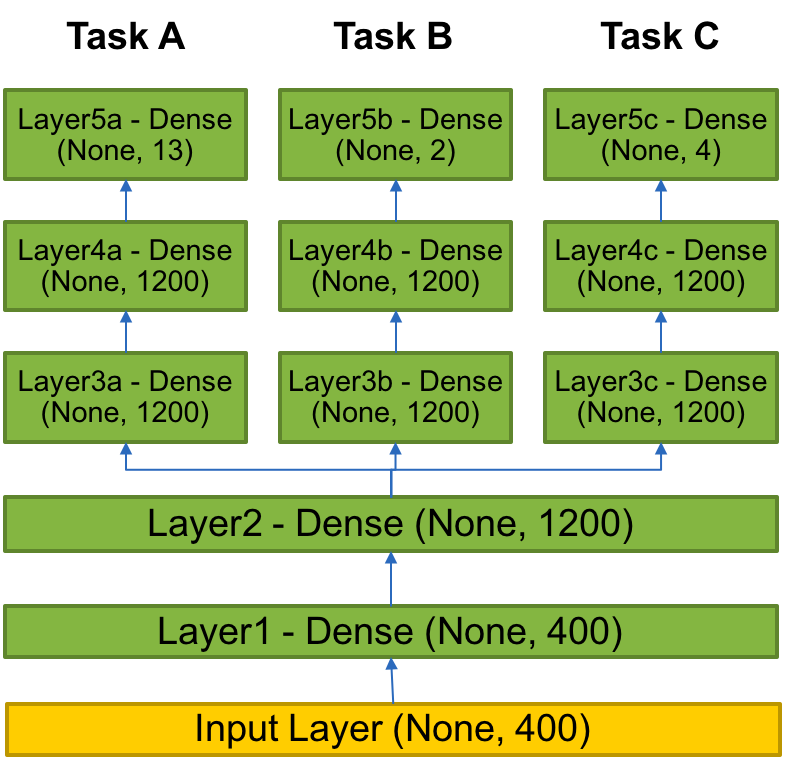 Task A
Task B
Task C
Layer5a - Dense
(None, 13)
Layer5b - Dense
(None, 2)
Layer5c - Dense
(None, 4)
Layer4a - Dense
(None, 1200)
Layer4b - Dense
(None, 1200)
Layer4c - Dense
(None, 1200)
Layer3a - Dense
(None, 1200)
Layer3b - Dense
(None, 1200)
Layer3c - Dense
(None, 1200)
Layer2 - Dense (None, 1200)
Layer1 - Dense (None, 400)
Input Layer (None, 400)